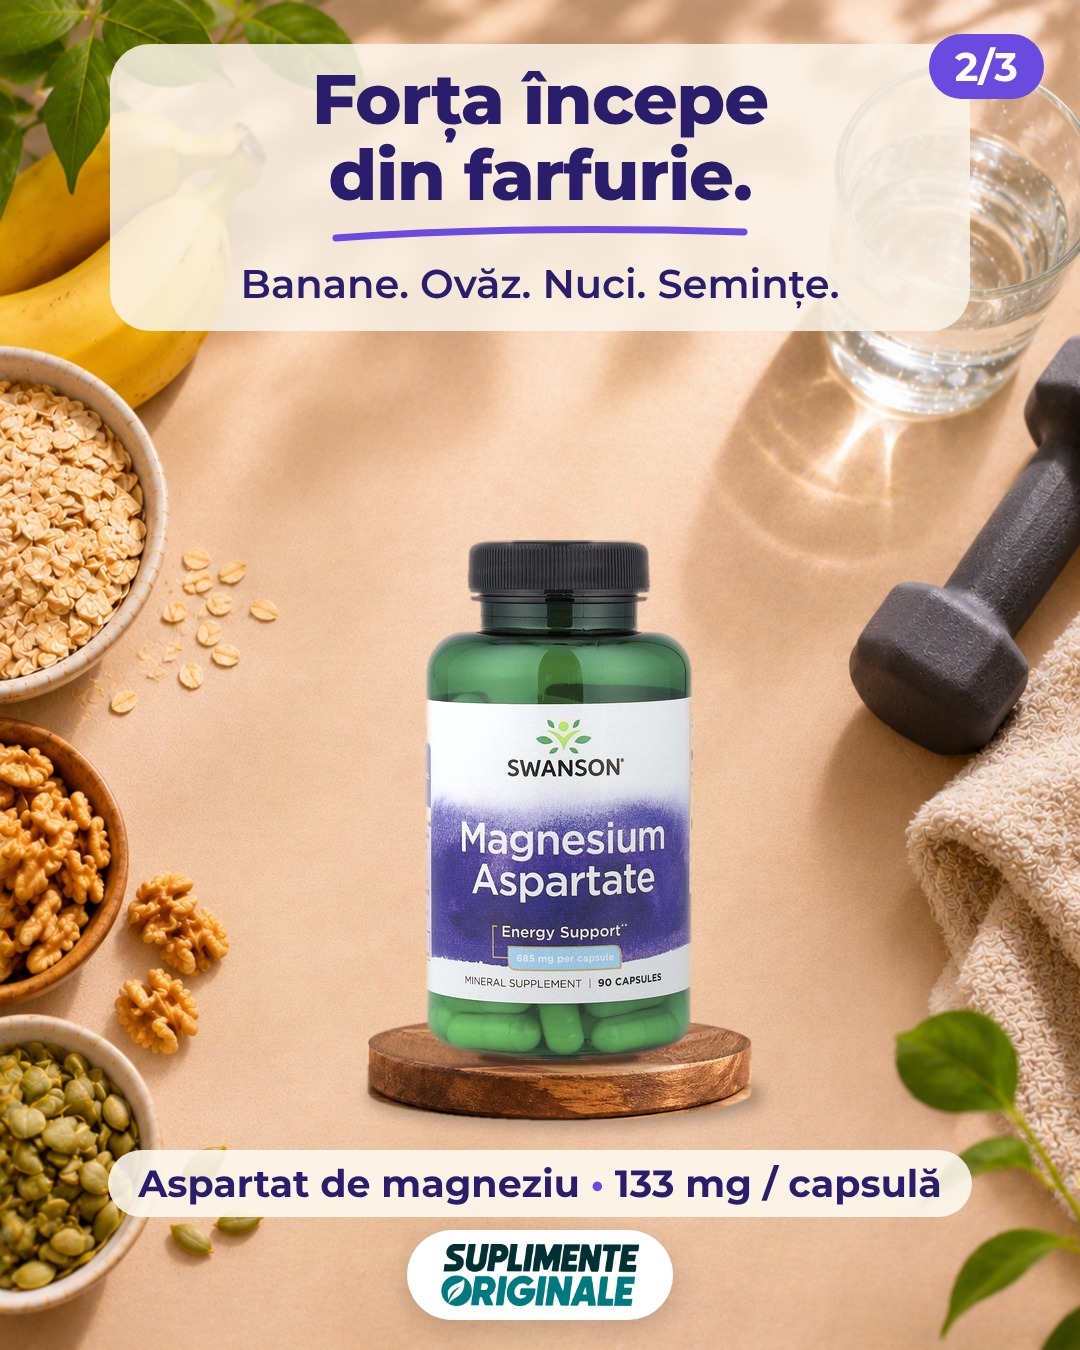 2/3
Forța începe
din farfurie.
Banane. Ovăz. Nuci. Semințe.
SWANSON
Magnesium
Aspartate
Energy Support**
685 mg per capsule
MINERAL SUPPLEMENT | 90 CAPSULES
Aspartat de magneziu • 133 mg / capsulă
SUPLIMENTE
ORIGINALE